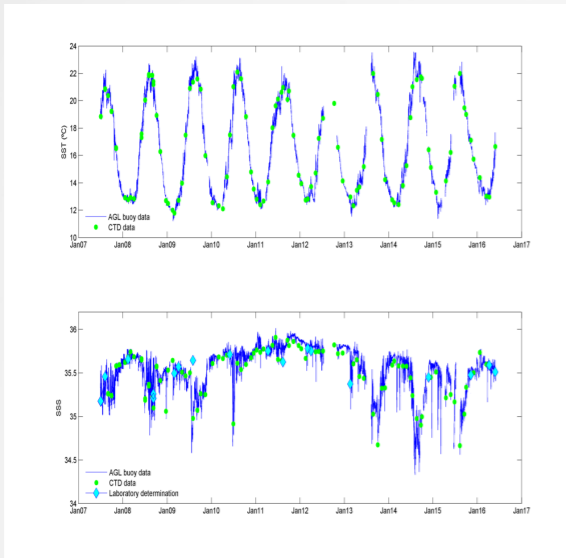 24
22
20
18
16
14
12
10
SST (ºC)
AGL buoy data
CTD data
Jan07 Jan08 Jan09 Jan10 Jan11 Jan12 Jan13 Jan14 Jan15 Jan16 Jan17
36
35.5
35
34.5
34
SSS
AGL buoy data
CTD data
Laboratory determination
Jan07 Jan08 Jan09 Jan10 Jan11 Jan12 Jan13 Jan14 Jan15 Jan16 Jan17